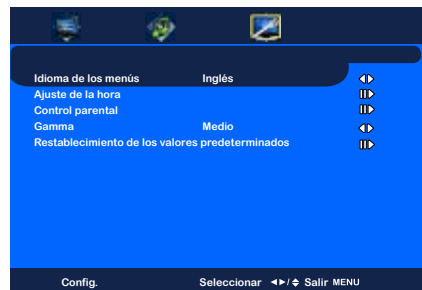 Idioma de los menús Inglés
Ajuste de la hora
Control parental
Gamma Medio
Restablecimiento de los valores predeterminados
Config. Seleccionar ◄►/♦ Salir MENU